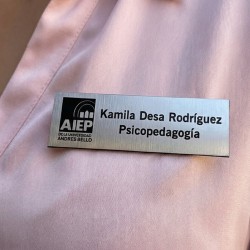 AIEP
DE LA UNIVERSIDAD
ANDRÉS BELLO
Kamila Desa Rodríguez
Psicopedagogía